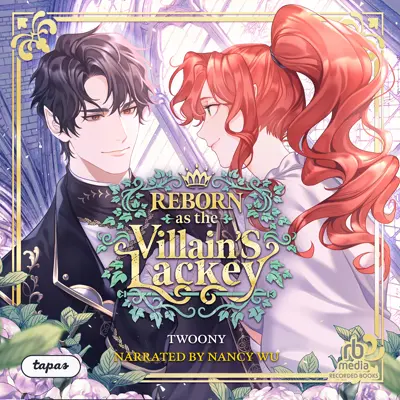 REBORN
as the
Villain's
Lackey
TWOONY
NARRATED BY NANCY WU
tapas
rb
media
RECORDED BOOKS